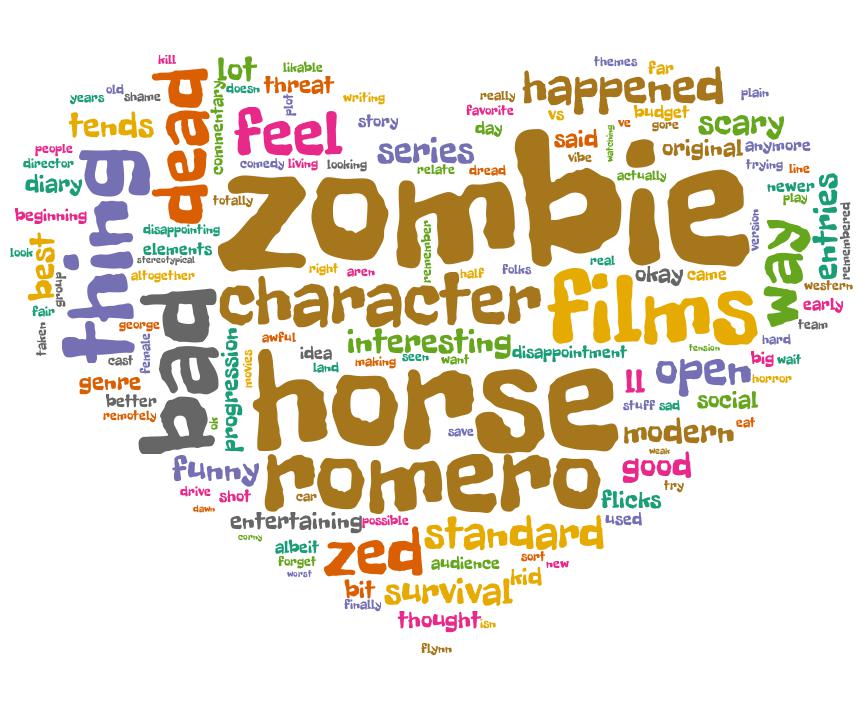 kill
themes
lot
likable
far
dead
doesn
threat
happened
plain
years
old
shame
commentary
plot
writing
really
favorite
vs
budget
tends
feel
story
day
said
ve
gore
scary
people
series
vibe
watching
original
anymore
director
comedy
living
looking
relate
dread
actually
trying
line
diary
thing
totally
zombie
newer
play
entries
beginning
disappointing
remember
version
way
remembered
look
best
elements
stereotypical
real
group
altogether
right
aren
half
folks
okay
came
western
fair
bad
character
films
early
taken
george
team
cast
female
progression
awful
interesting
disappointment
tension
hard
idea
movies
making
seen
want
big
wait
land
genre
horse
ll
open
horror
better
stuff
sad
social
remotely
ok
save
modern
eat
weak
funny
romero
good
try
drive
shot
car
flicks
dawn
entertaining
possible
used
corny
standard
albeit
zed
forget
audience
sort
new
worst
bit
survival
kid
finally
thought
isn
flynn